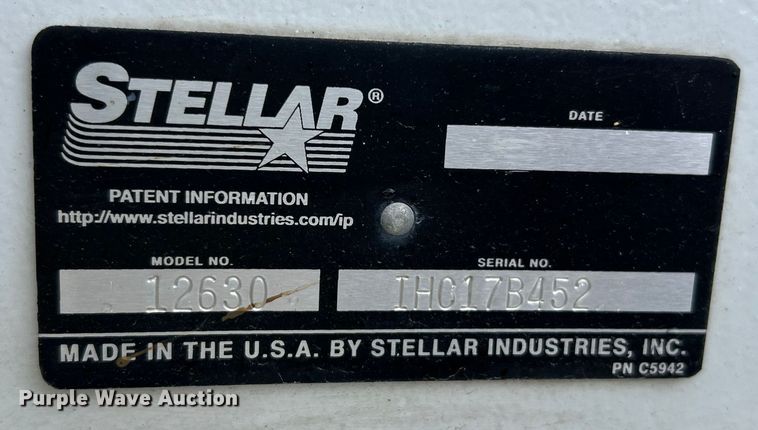 STELLAR®
DATE
PATENT INFORMATION
http://www.stellarindustries.com/ip
MODEL NO.
SERIAL NO.
12630
IH017B452
MADE IN THE U.S.A. BY STELLAR INDUSTRIES, INC.
PN C5942
Purple Wave Auction